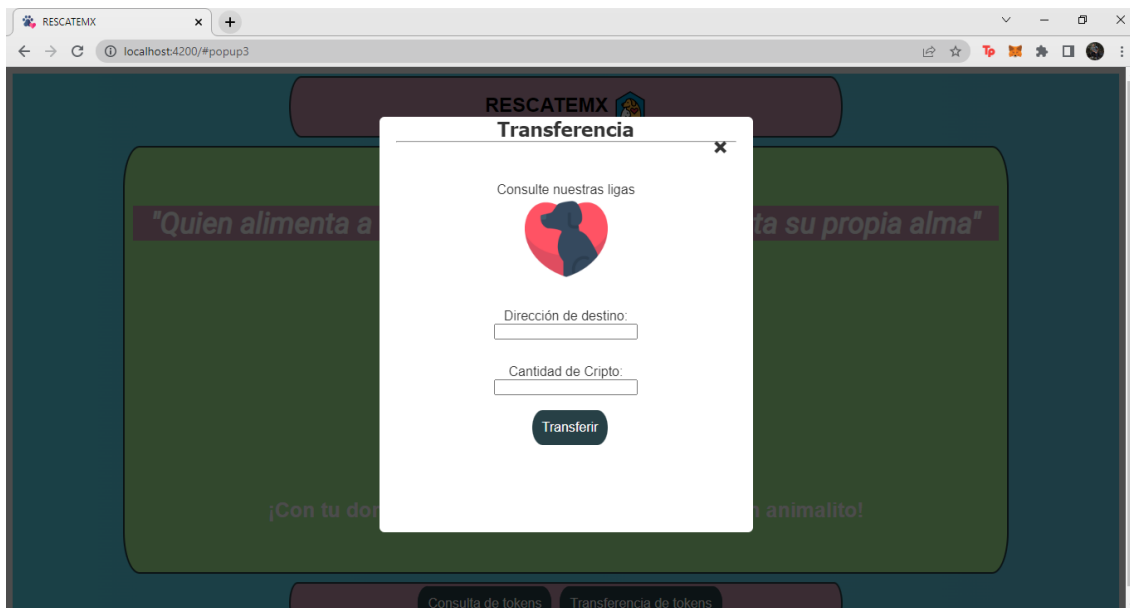 RESCATEMX
localhost:4200/#popup3
Tp
RESCATEMX
Transferencia
Consulte nuestras ligas
"Quien alimenta a
ta su propia alma"
Dirección de destino:
Cantidad de Cripto:
Transferir
¡Con tu don
animalito!
Consulta de tokens
Transferencia de tokens